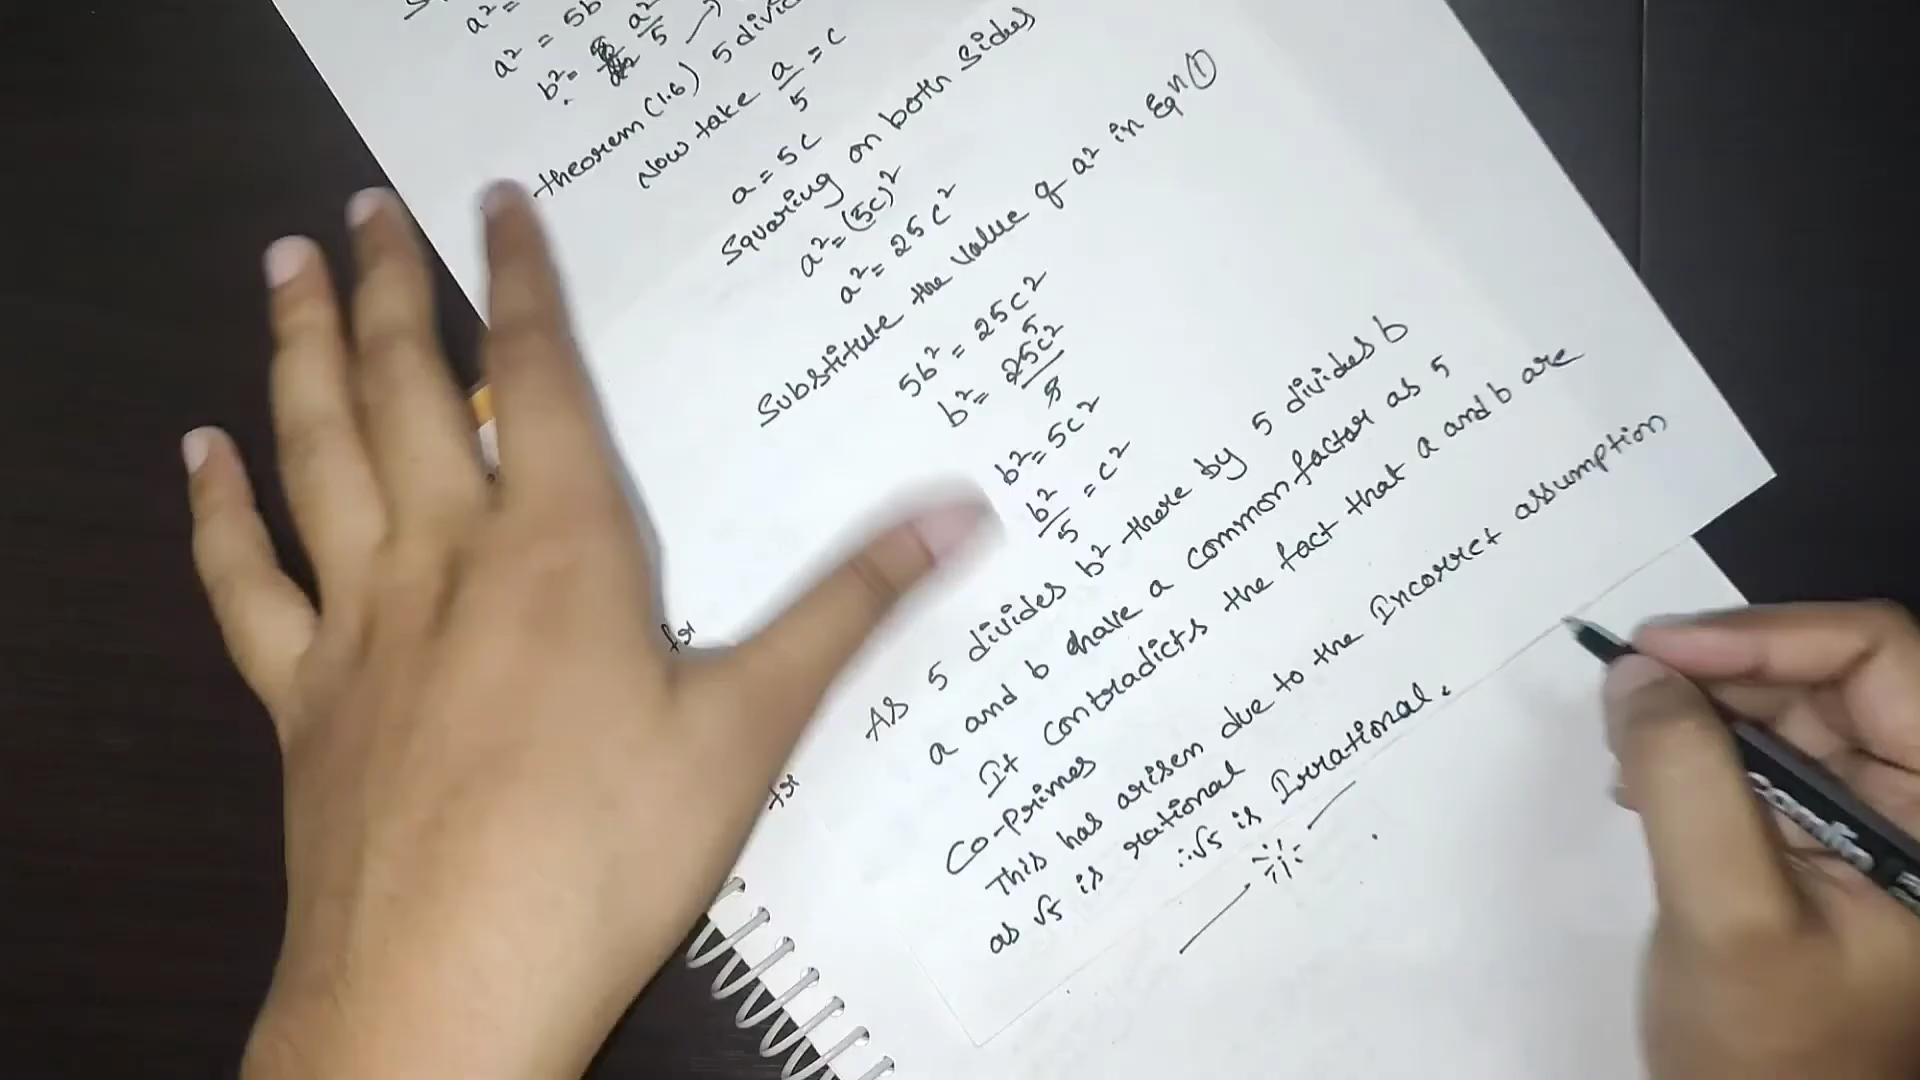 a² =
a² = 5b
b² = a²/5
theorem (1.6) 5 divi
Now take a/5 = c
a = 5c
Squaring on both sides
a² = (5c)²
a² = 25c²
Substitute the value of a² in Eqⁿ ①
5b² = 25c²
b² = 25c²/5
5
b² = 5c²
b²/5 = c²
As 5 divides b² there by 5 divides b
a and b have a common factor as 5
It contradicts the fact that a and b are
Co-Primes
This has arisen due to the Incorrect assumption
as √5 is rational
∴ √5 is Irrational.